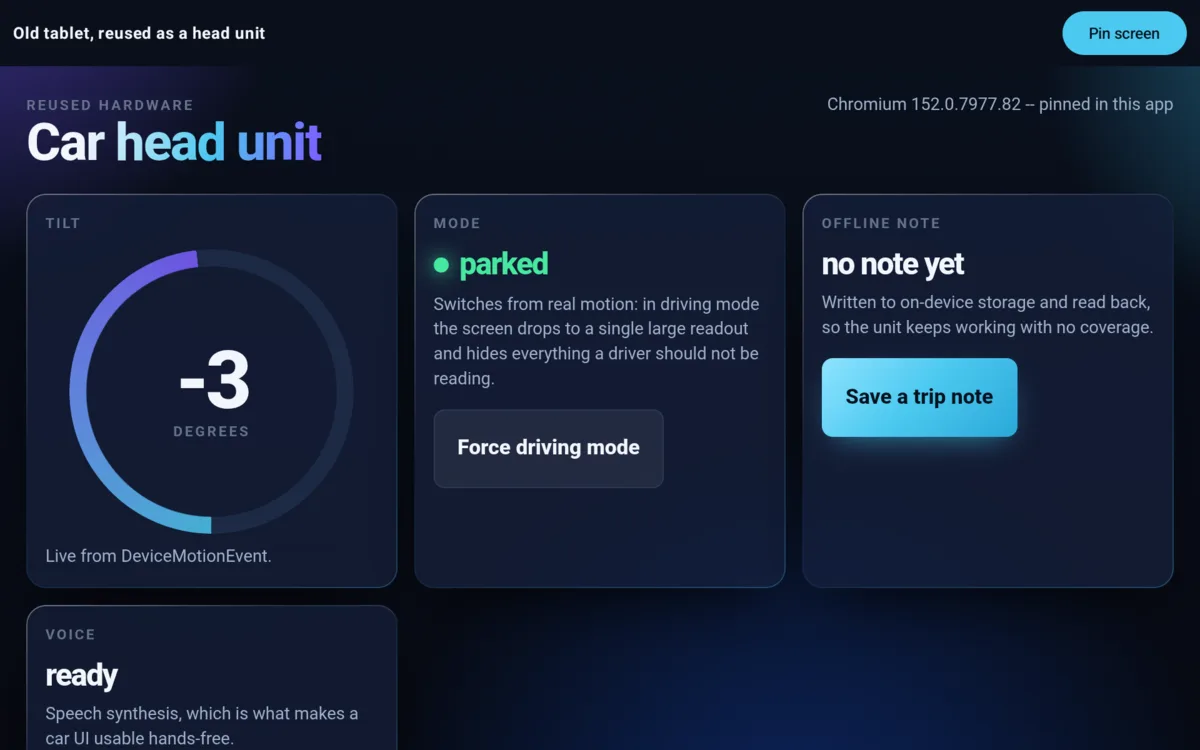 Old tablet, reused as a head unit
Pin screen
REUSED HARDWARE
Car head unit
Chromium 152.0.7977.82 -- pinned in this app
TILT
-3
DEGREES
Live from DeviceMotionEvent.
MODE
parked
Switches from real motion: in driving mode
the screen drops to a single large readout
and hides everything a driver should not be
reading.
Force driving mode
OFFLINE NOTE
no note yet
Written to on-device storage and read back,
so the unit keeps working with no coverage.
Save a trip note
VOICE
ready
Speech synthesis, which is what makes a
car UI usable hands-free.